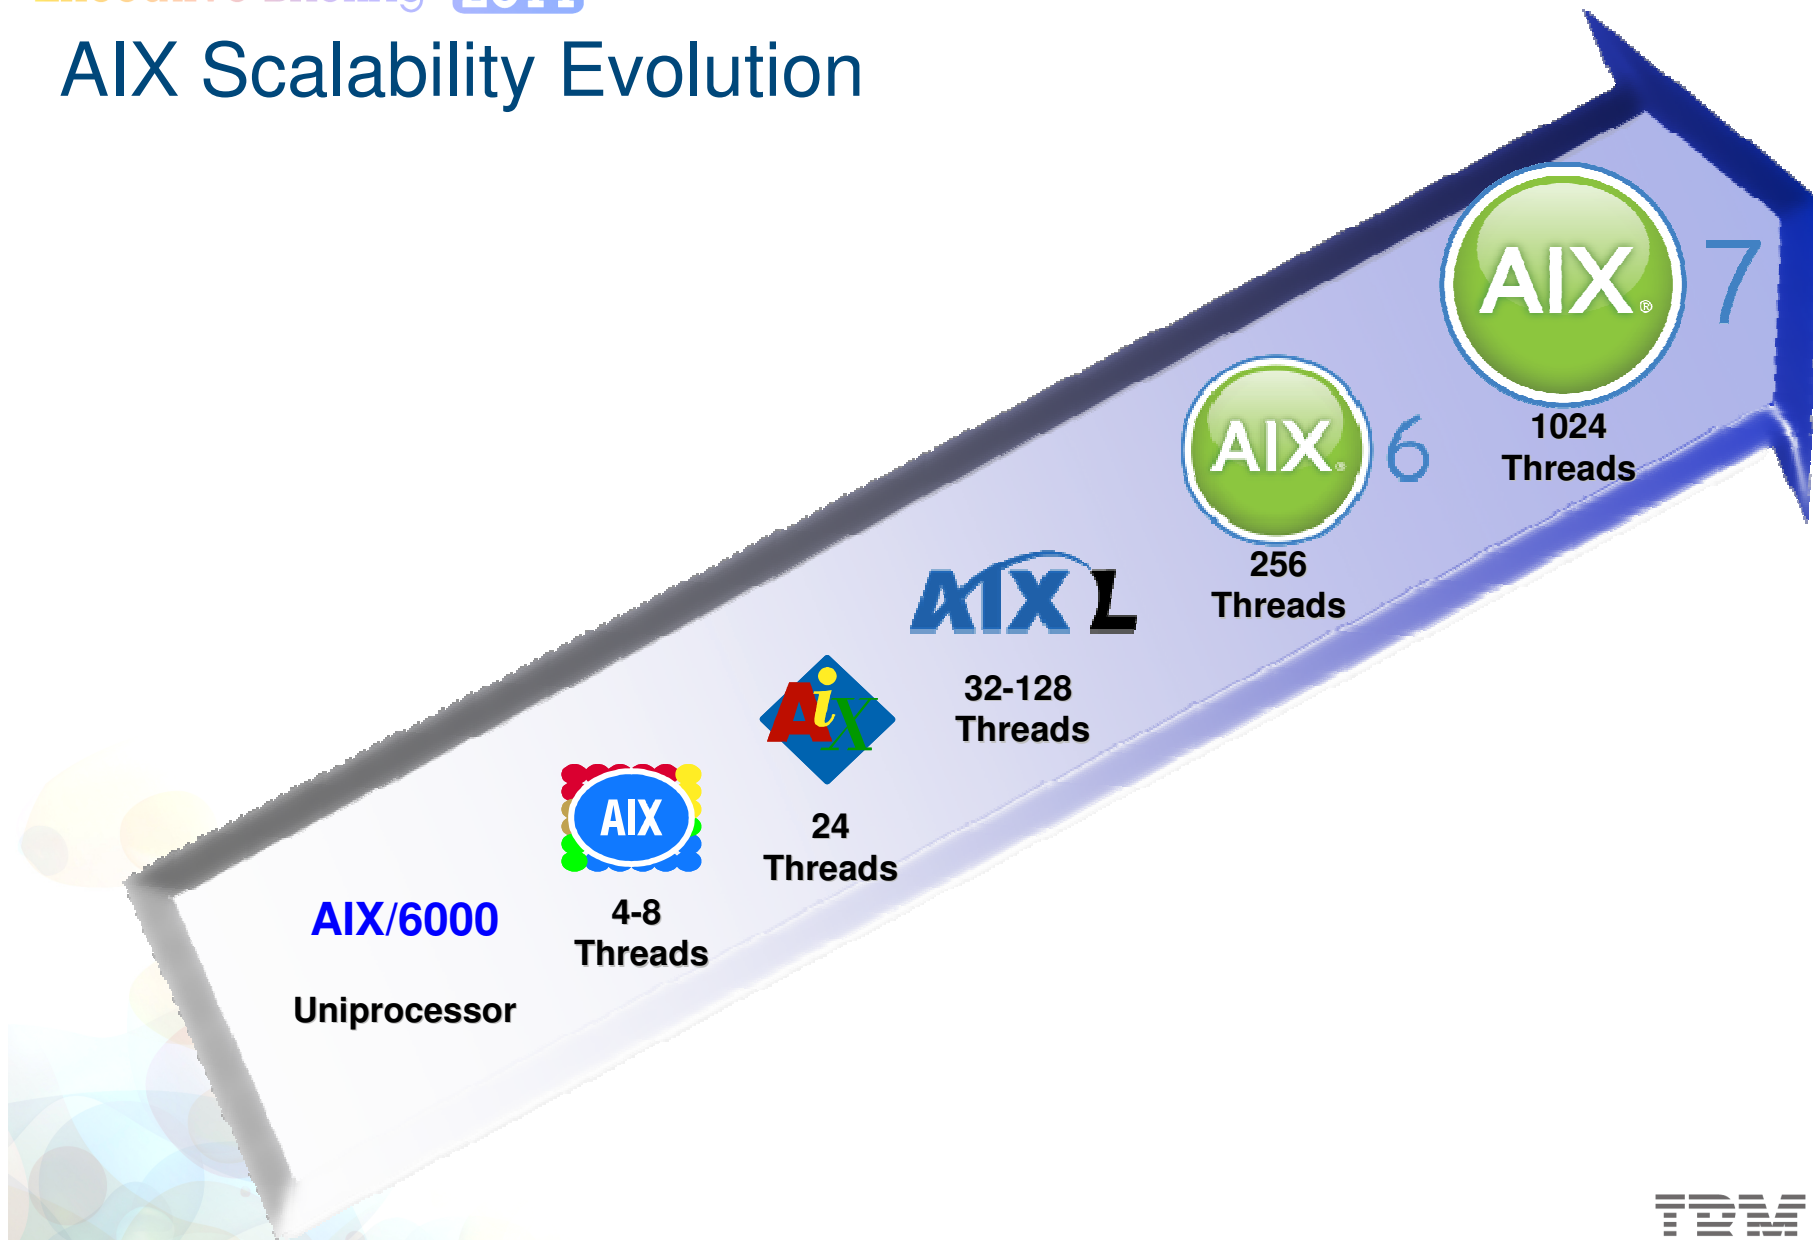 AIX Scalability Evolution
AIX/6000
Uniprocessor
AIX
4-8
Threads
AiX
24
Threads
AIX L
32-128
Threads
AIX® 6
256
Threads
AIX® 7
1024
Threads
IBM